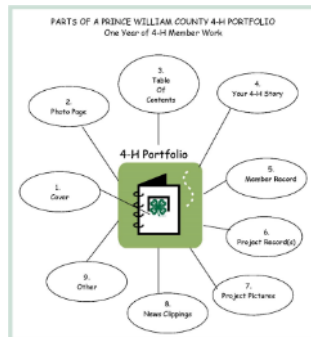 PARTS OF A PRINCE WILLIAM COUNTY 4-H PORTFOLIO
One Year of 4-H Member Work
3.
Table
Of
Contents
4.
Your 4-H Story
2.
Photo Page
4-H Portfolio
5.
Member Record
1.
Cover
6.
Project Record(s)
9.
Other
7.
Project Pictures
8.
News Clippings